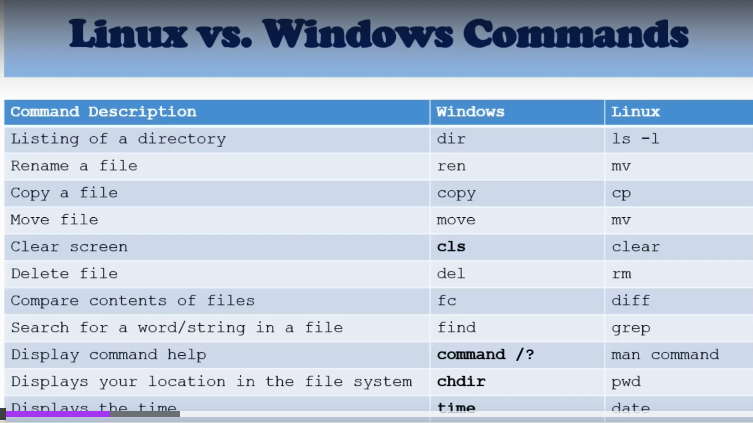 Linux vs. Windows Commands
Command Description Windows Linux
Listing of a directory dir ls -l
Rename a file ren mv
Copy a file copy cp
Move file move mv
Clear screen cls clear
Delete file del rm
Compare contents of files fc diff
Search for a word/string in a file find grep
Display command help command /? man command
Displays your location in the file system chdir pwd
Displays the time time date